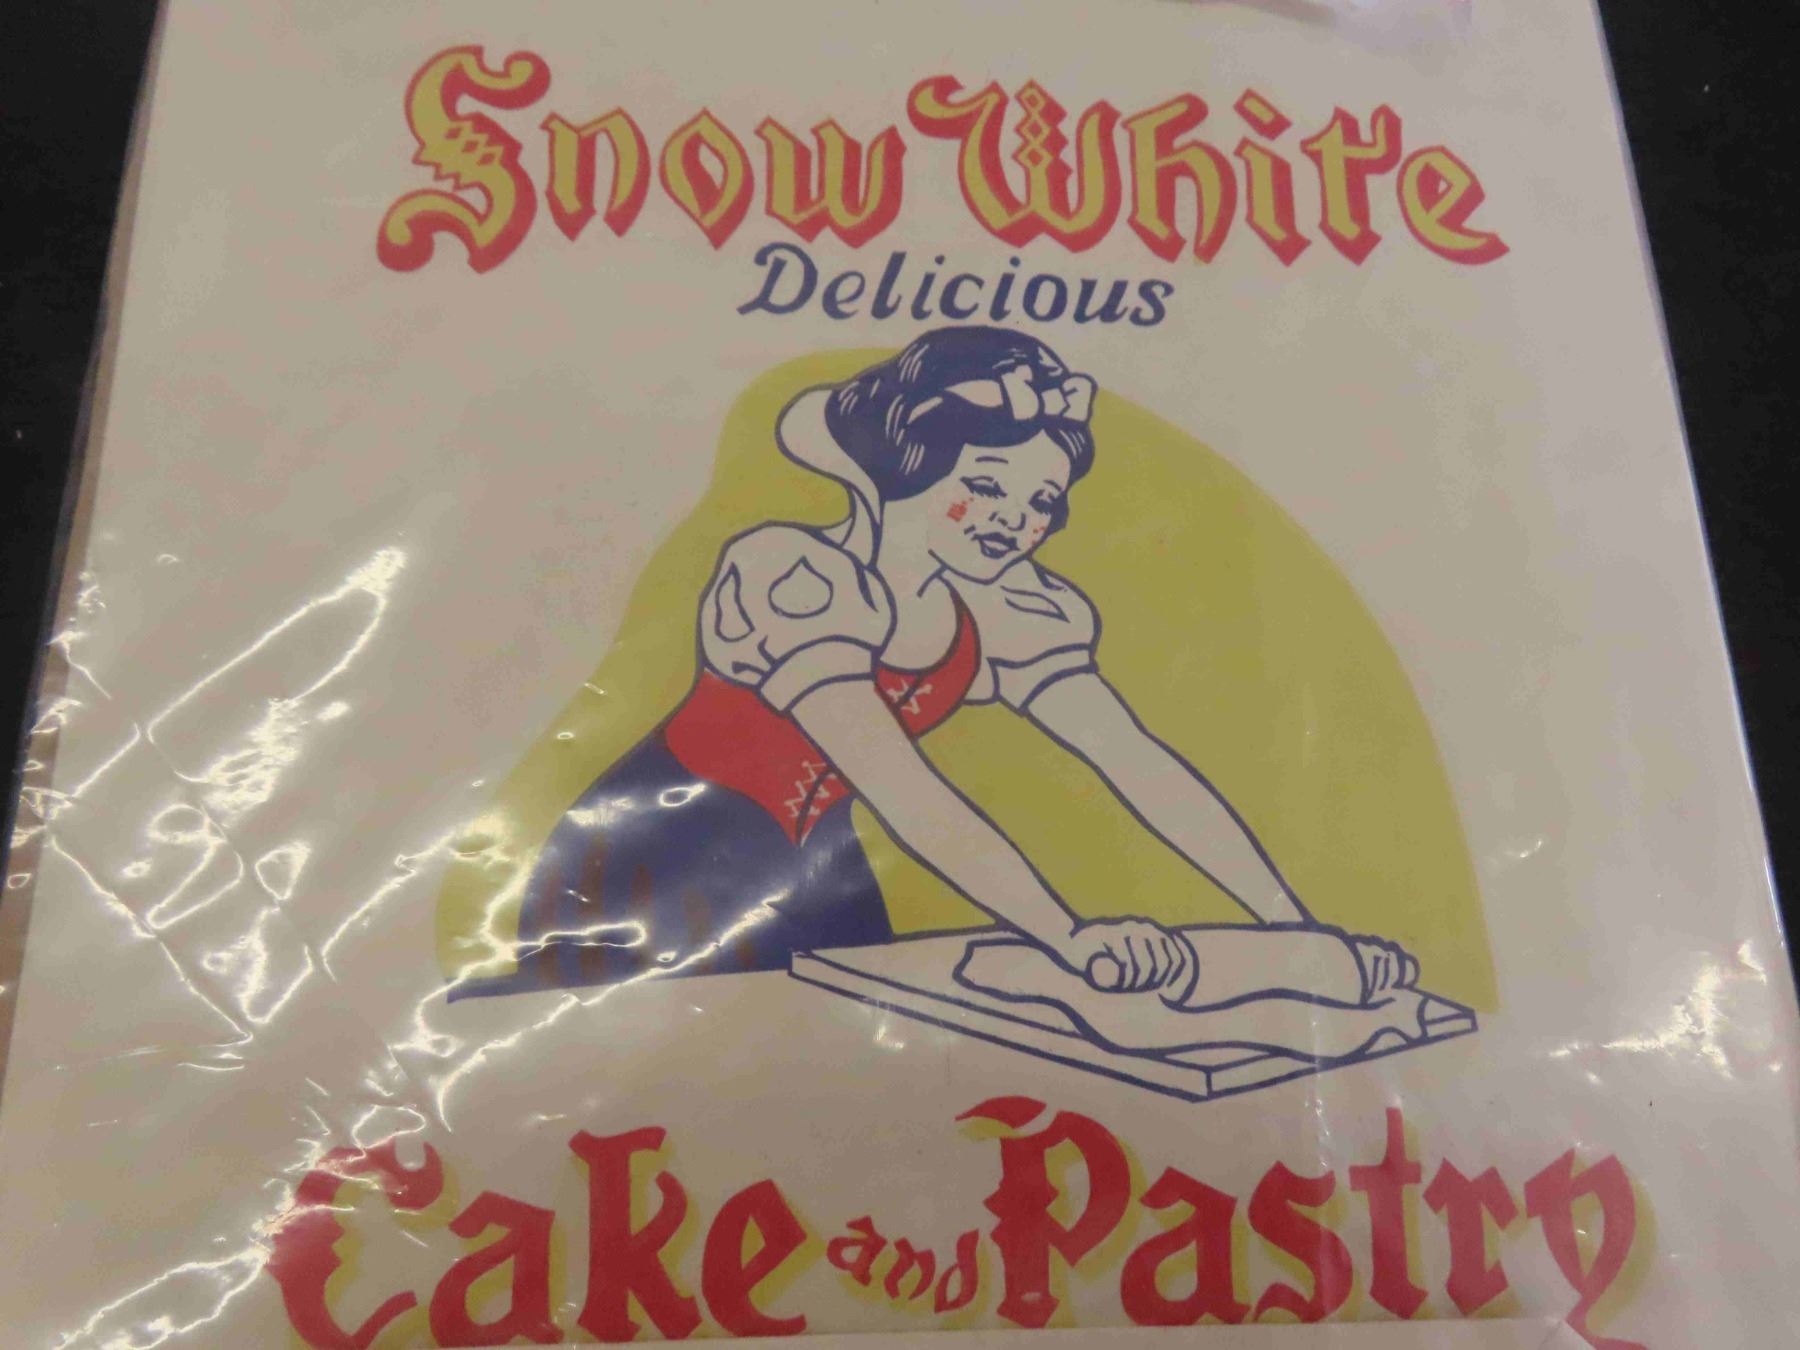 Snow White
Delicious
Cake and Pastry